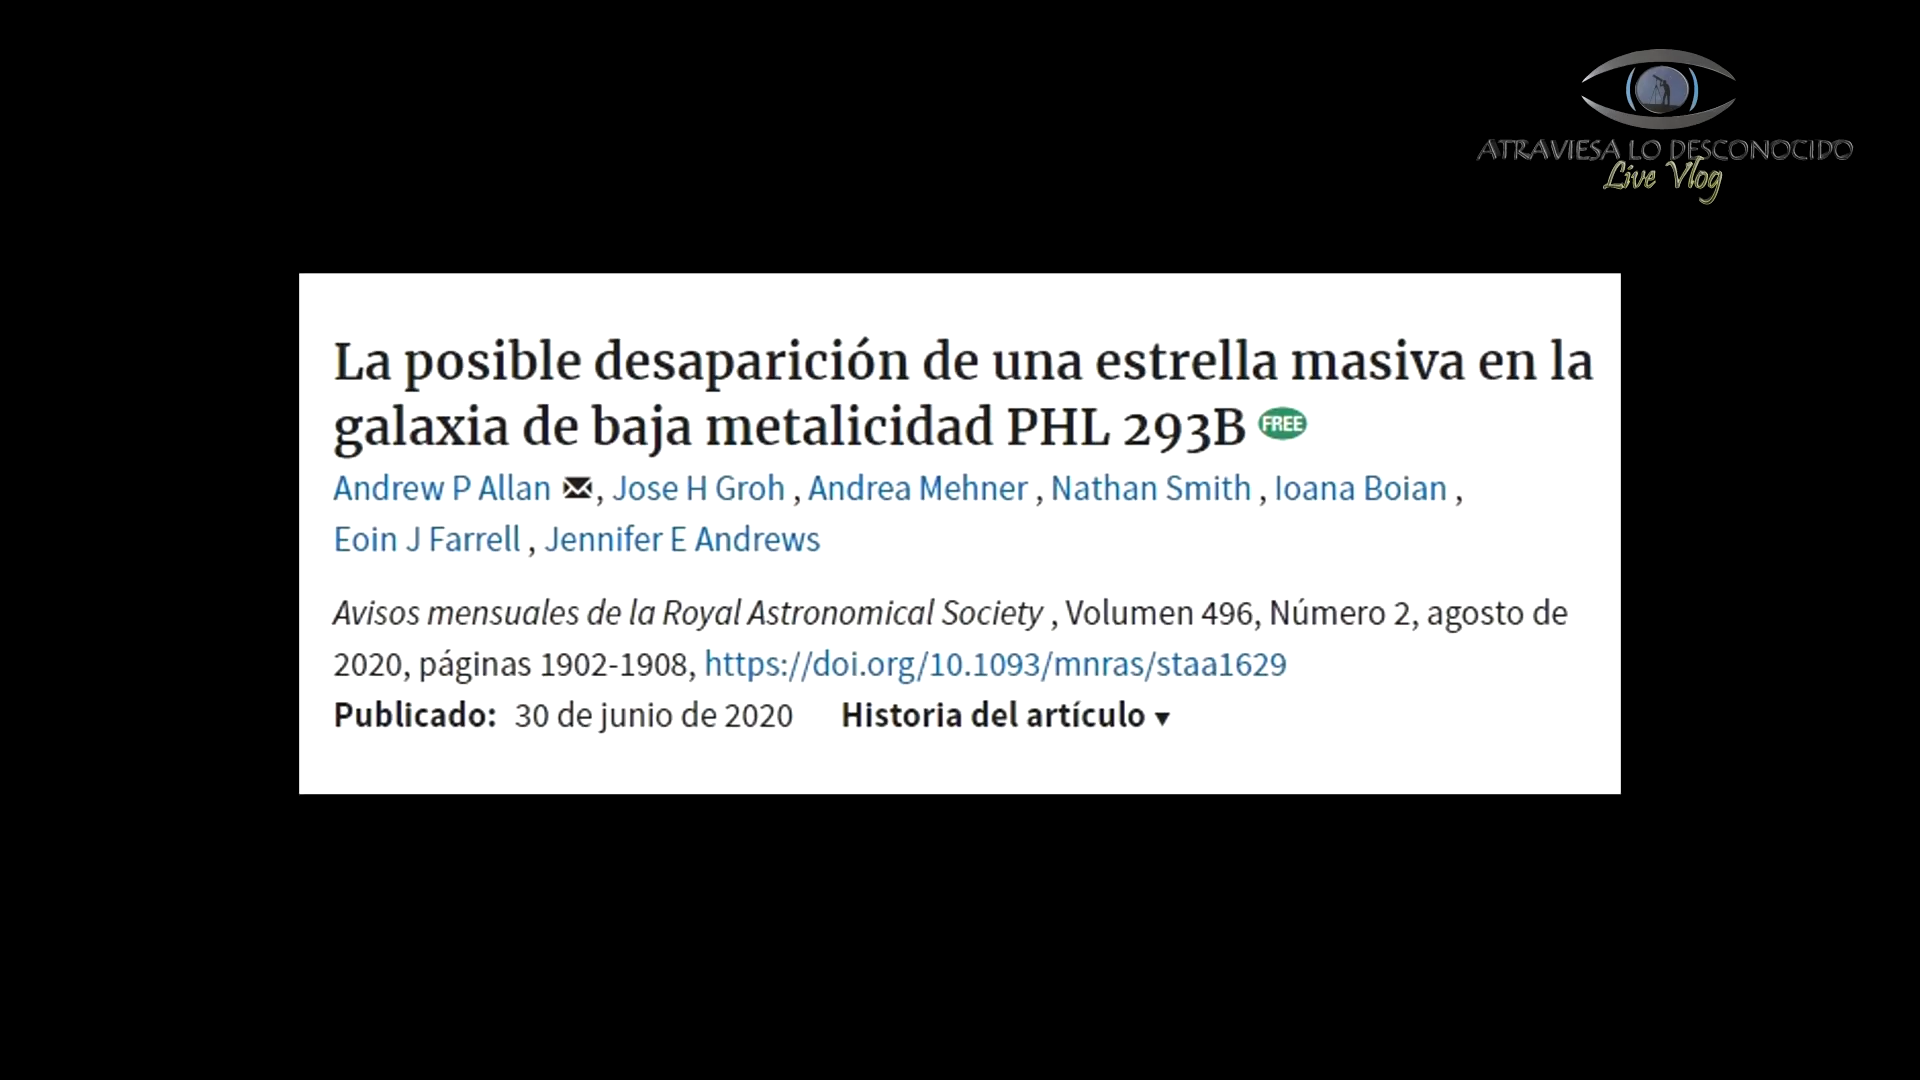 ATRAVIESA LO DESCONOCIDO
Live Vlog
La posible desaparición de una estrella masiva en la
galaxia de baja metalicidad PHL 293B FREE
Andrew P Allan , Jose H Groh , Andrea Mehner , Nathan Smith , Ioana Boian ,
Eoin J Farrell , Jennifer E Andrews
Avisos mensuales de la Royal Astronomical Society , Volumen 496, Número 2, agosto de
2020, páginas 1902-1908, https://doi.org/10.1093/mnras/staa1629
Publicado: 30 de junio de 2020 Historia del artículo ▾